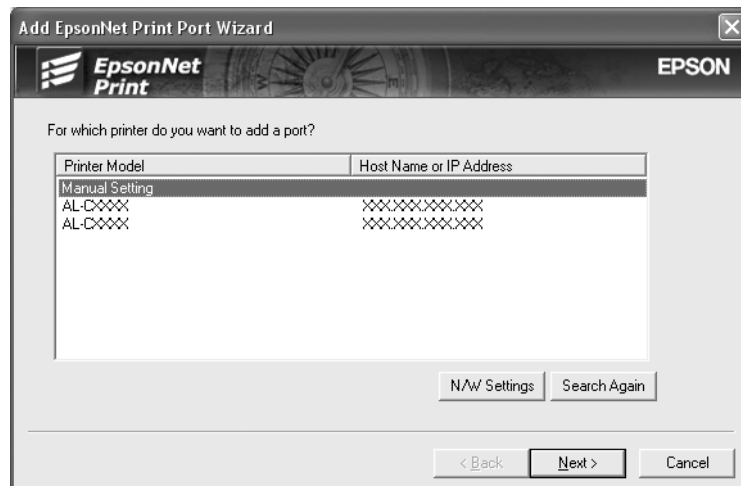 Add EpsonNet Print Port Wizard
EpsonNet
Print
EPSON
For which printer do you want to add a port?
Printer Model Host Name or IP Address
Manual Setting
AL-CXXXX XXX.XXX.XXX.XXX
AL-CXXXX XXX.XXX.XXX.XXX
N/W Settings Search Again
< Back Next > Cancel